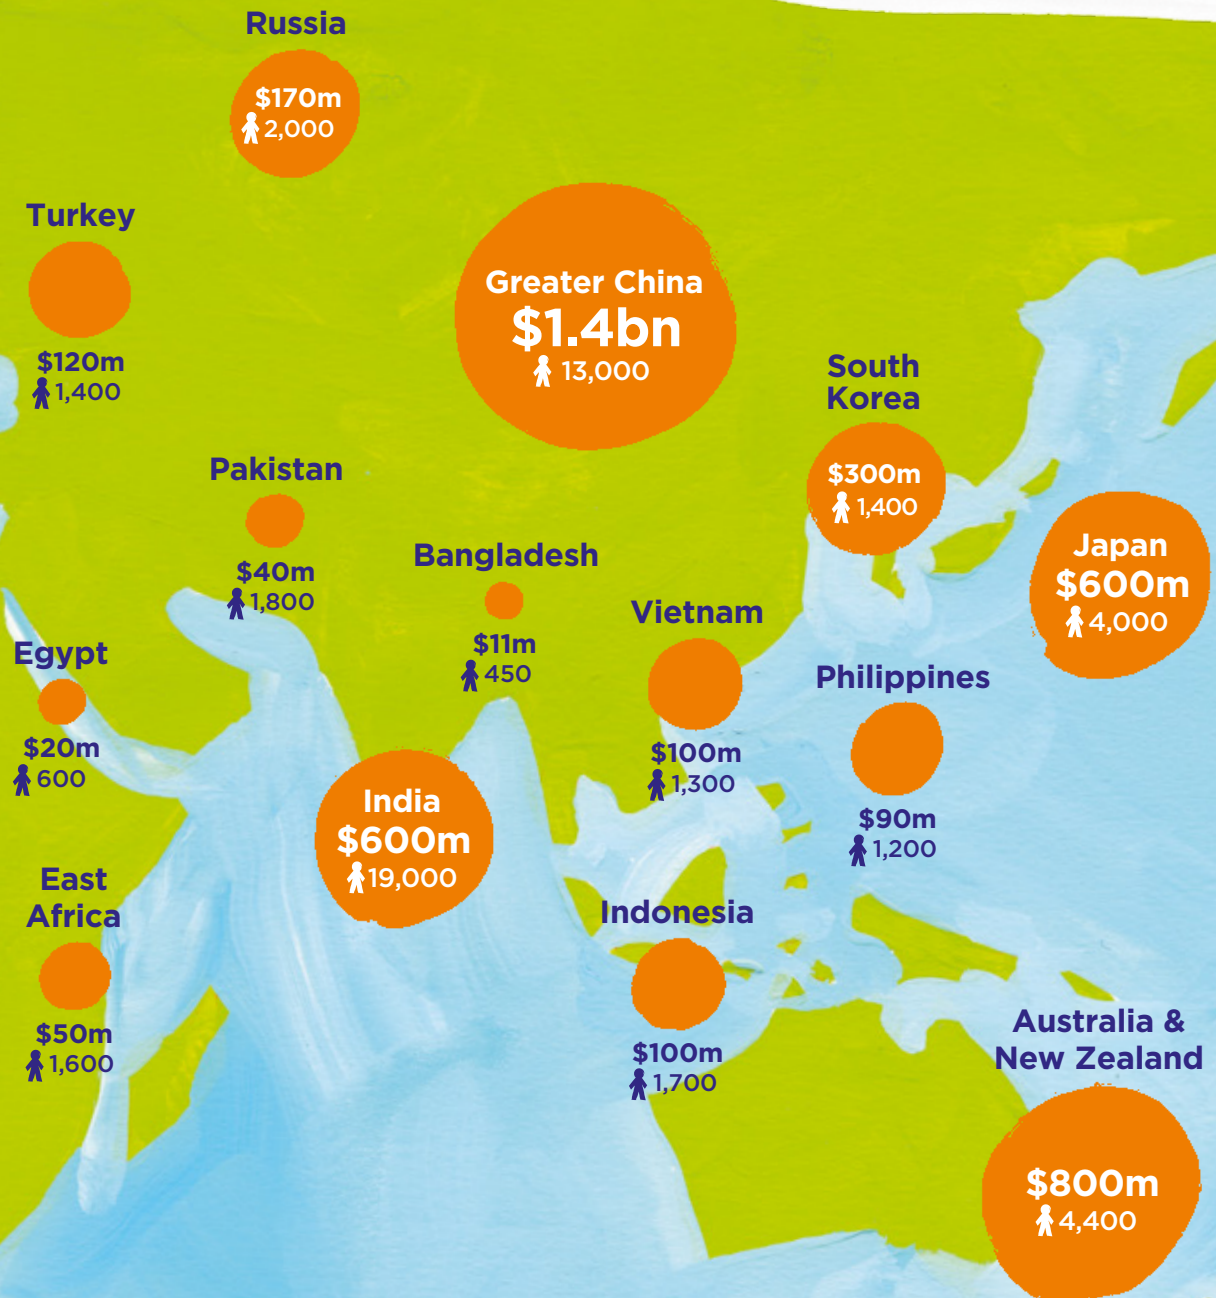 Russia
$170m
2,000
Turkey
$120m
1,400
Greater China
$1.4bn
13,000
South
Korea
$300m
1,400
Pakistan
$40m
1,800
Bangladesh
$11m
450
Japan
$600m
4,000
Vietnam
$100m
1,300
Egypt
$20m
600
Philippines
$90m
1,200
India
$600m
19,000
East
Africa
$50m
1,600
Indonesia
$100m
1,700
Australia &
New Zealand
$800m
4,400